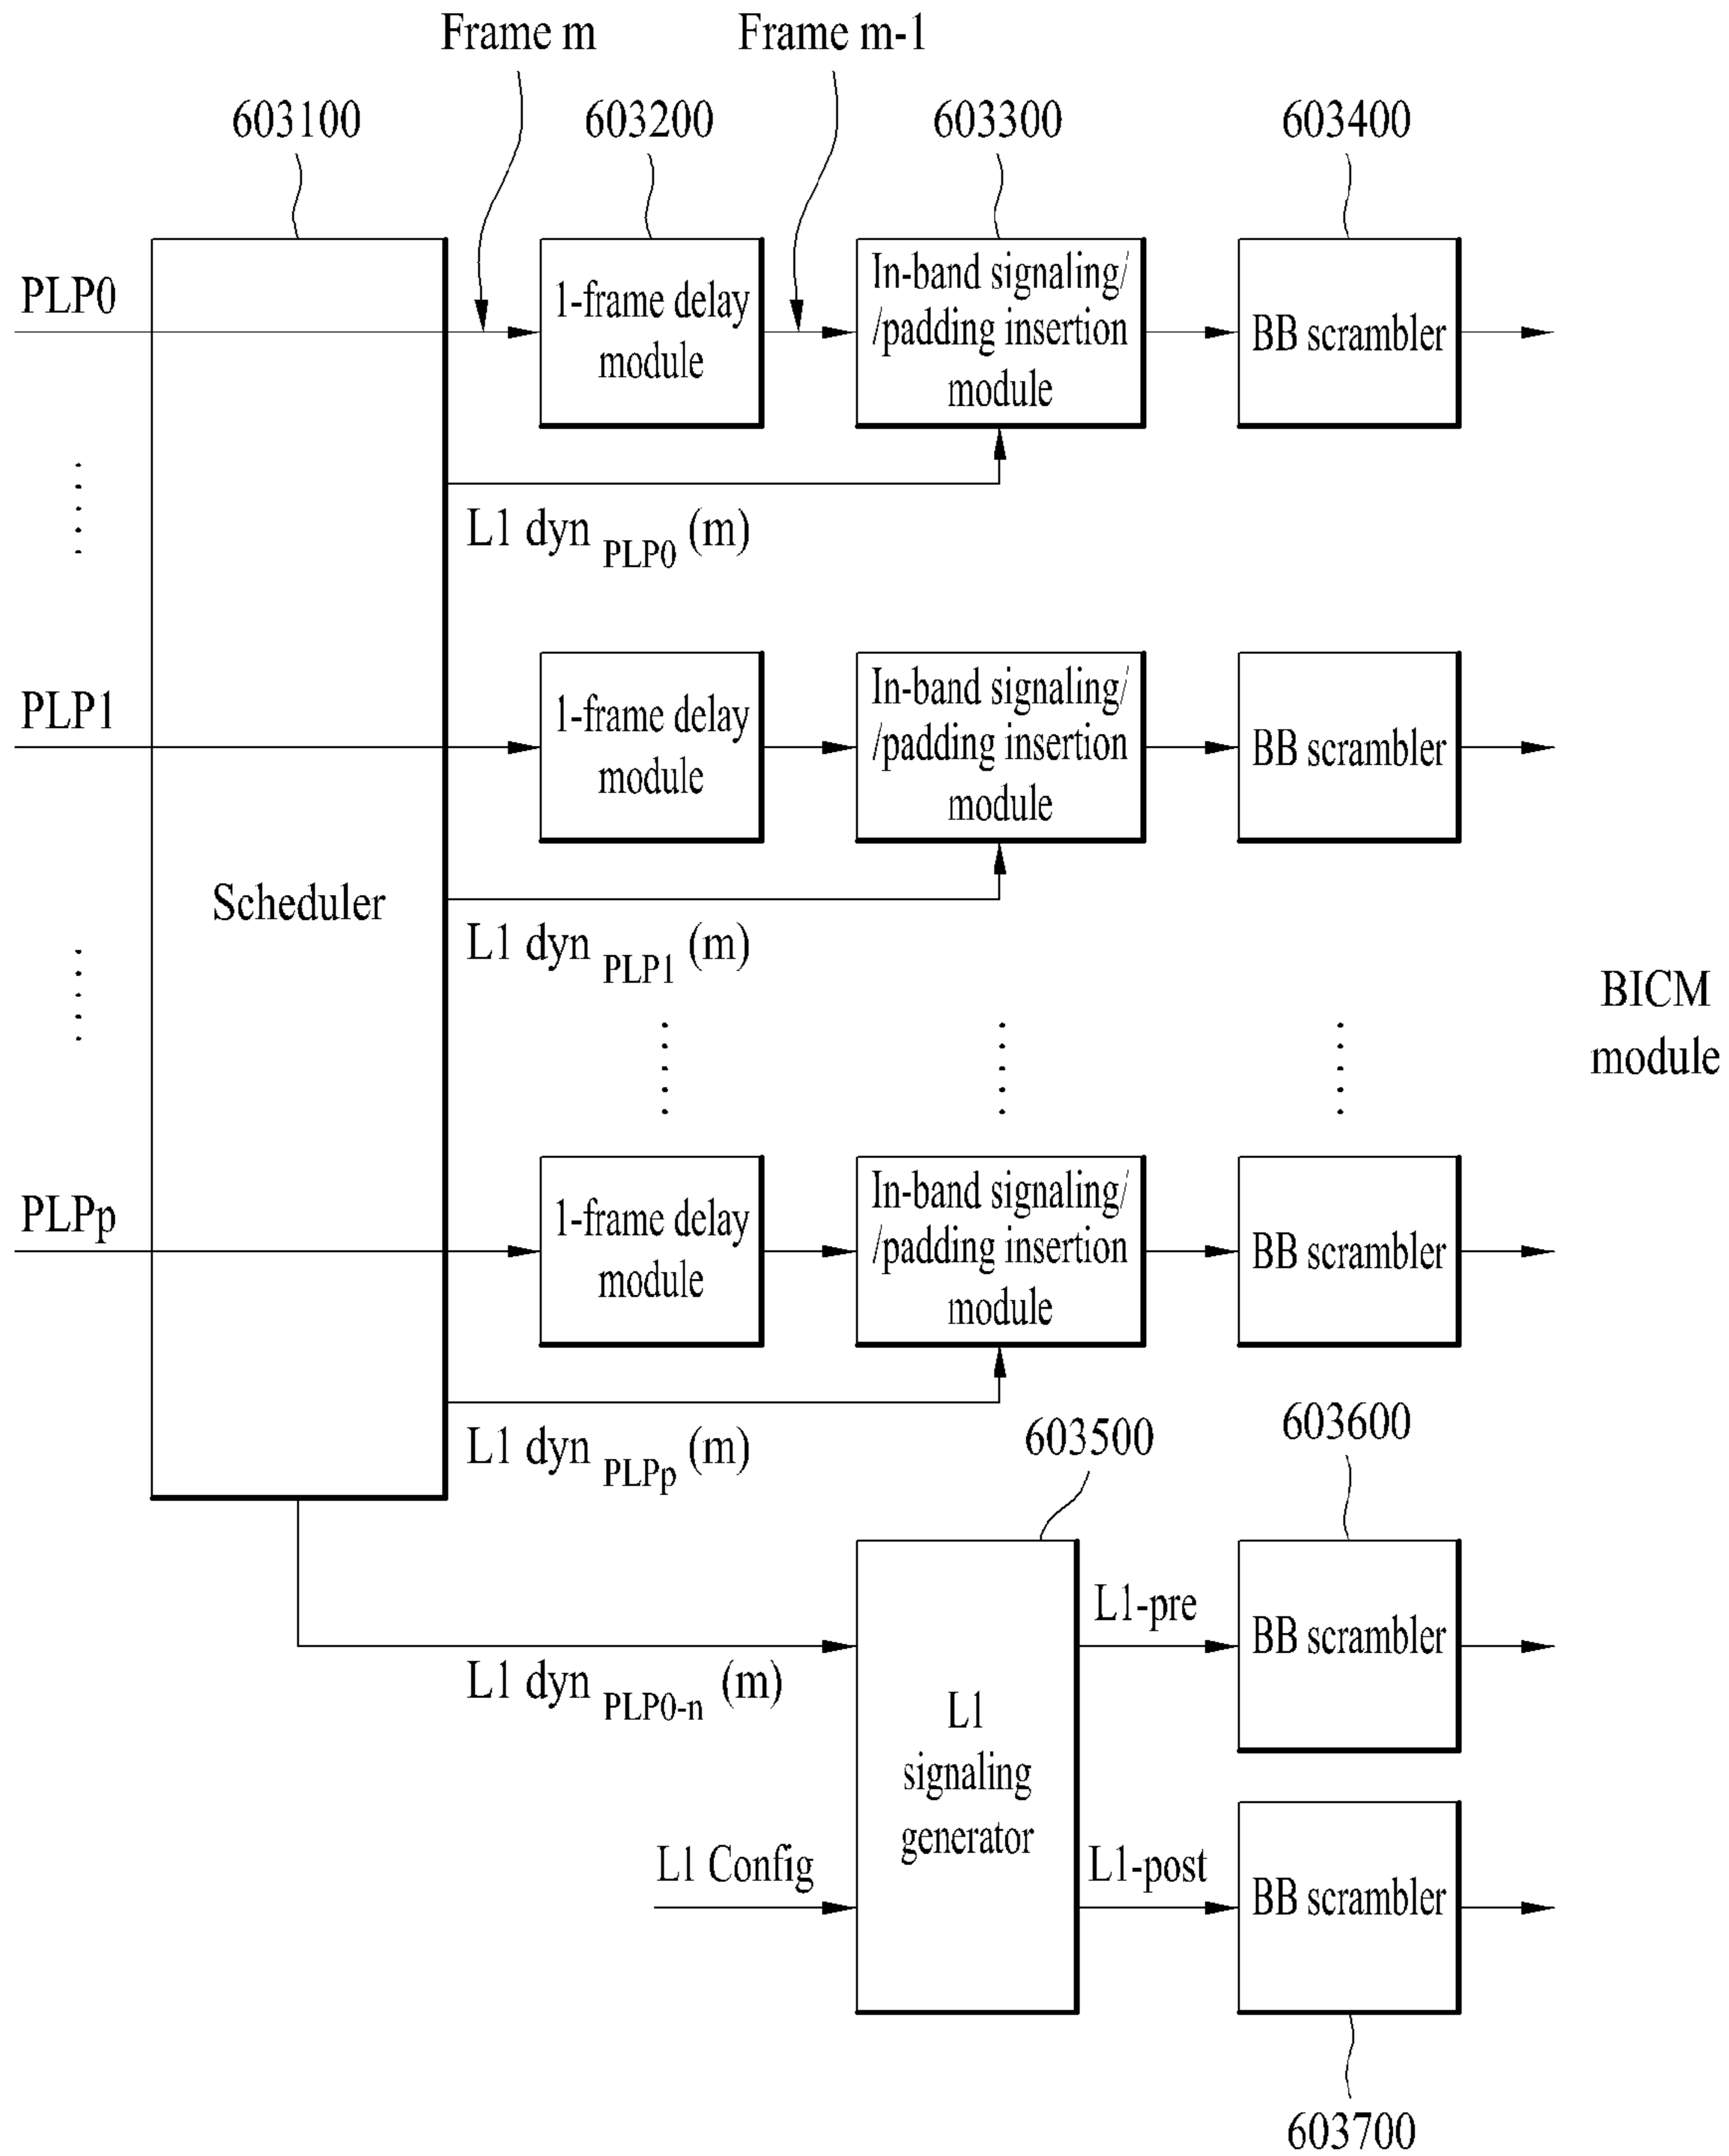 Frame m
Frame m-1
603100
603200
603300
603400
PLP0
1-frame delay
module
In-band signaling/
/padding insertion
module
BB scrambler
L1 dyn PLP0 (m)
PLP1
1-frame delay
module
In-band signaling/
/padding insertion
module
BB scrambler
Scheduler
L1 dyn PLP1 (m)
BICM
module
PLPp
1-frame delay
module
In-band signaling/
/padding insertion
module
BB scrambler
L1 dyn PLPp (m)
603500
603600
L1-pre
BB scrambler
L1 dyn PLP0-n (m)
L1
signaling
generator
L1 Config
L1-post
BB scrambler
603700